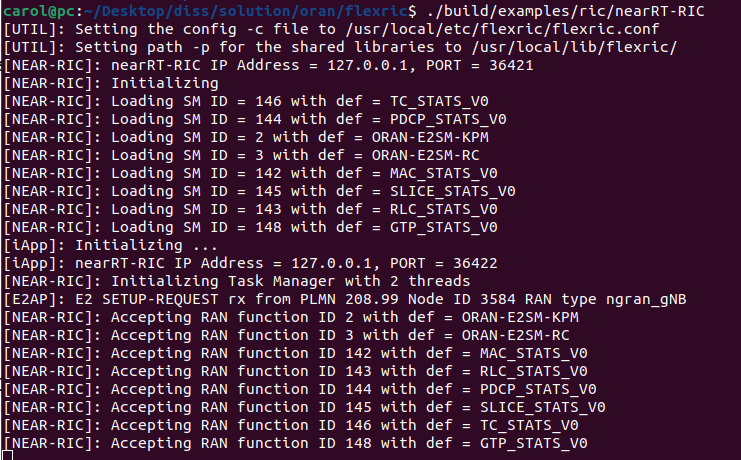 carol@pc:~/Desktop/diss/solution/oran/flexric$ ./build/examples/ric/nearRT-RIC
[UTIL]: Setting the config -c file to /usr/local/etc/flexric/flexric.conf
[UTIL]: Setting path -p for the shared libraries to /usr/local/lib/flexric/
[NEAR-RIC]: nearRT-RIC IP Address = 127.0.0.1, PORT = 36421
[NEAR-RIC]: Initializing
[NEAR-RIC]: Loading SM ID = 146 with def = TC_STATS_V0
[NEAR-RIC]: Loading SM ID = 144 with def = PDCP_STATS_V0
[NEAR-RIC]: Loading SM ID = 2 with def = ORAN-E2SM-KPM
[NEAR-RIC]: Loading SM ID = 3 with def = ORAN-E2SM-RC
[NEAR-RIC]: Loading SM ID = 142 with def = MAC_STATS_V0
[NEAR-RIC]: Loading SM ID = 145 with def = SLICE_STATS_V0
[NEAR-RIC]: Loading SM ID = 143 with def = RLC_STATS_V0
[NEAR-RIC]: Loading SM ID = 148 with def = GTP_STATS_V0
[iApp]: Initializing ...
[iApp]: nearRT-RIC IP Address = 127.0.0.1, PORT = 36422
[NEAR-RIC]: Initializing Task Manager with 2 threads
[E2AP]: E2 SETUP-REQUEST rx from PLMN 208.99 Node ID 3584 RAN type ngran_gNB
[NEAR-RIC]: Accepting RAN function ID 2 with def = ORAN-E2SM-KPM
[NEAR-RIC]: Accepting RAN function ID 3 with def = ORAN-E2SM-RC
[NEAR-RIC]: Accepting RAN function ID 142 with def = MAC_STATS_V0
[NEAR-RIC]: Accepting RAN function ID 143 with def = RLC_STATS_V0
[NEAR-RIC]: Accepting RAN function ID 144 with def = PDCP_STATS_V0
[NEAR-RIC]: Accepting RAN function ID 145 with def = SLICE_STATS_V0
[NEAR-RIC]: Accepting RAN function ID 146 with def = TC_STATS_V0
[NEAR-RIC]: Accepting RAN function ID 148 with def = GTP_STATS_V0